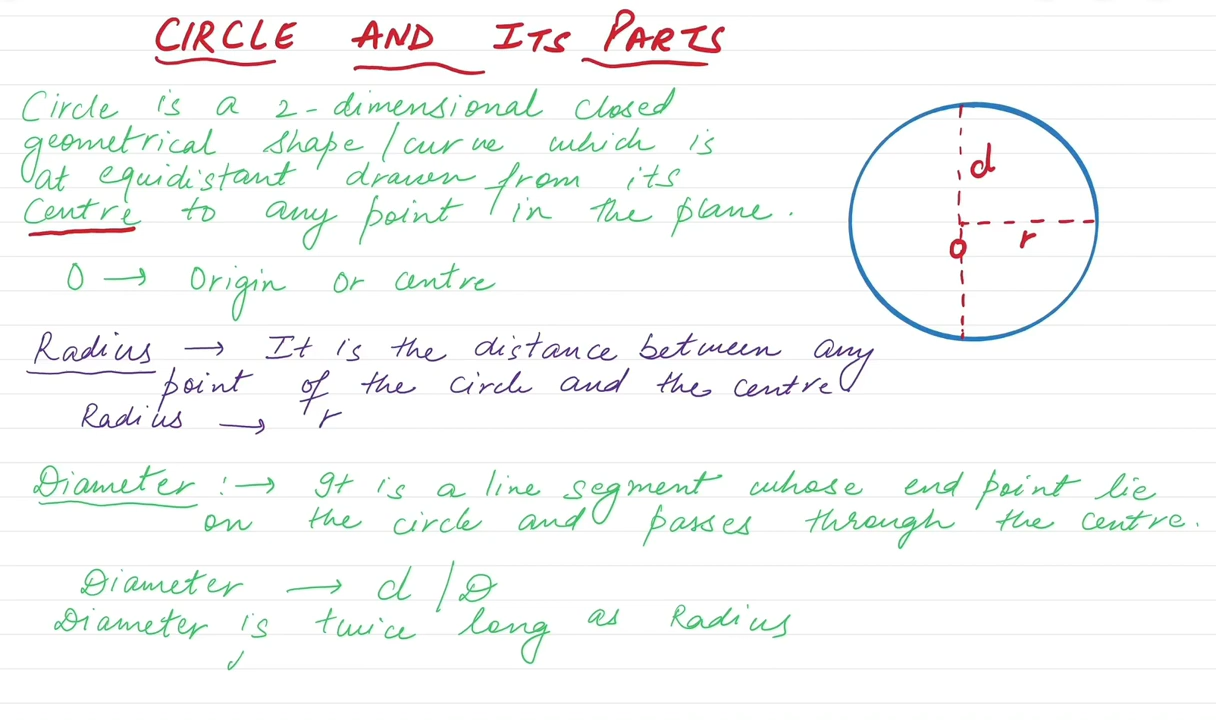 CIRCLE AND ITS PARTS
Circle is a 2-dimensional closed
geometrical shape/curve which is
at equidistant drawn from its
Centre to any point in the plane.
d
O
r
O → Origin or centre
Radius → It is the distance between any
point of the circle and the centre
Radius → r
Diameter :→ It is a line segment whose end point lie
on the circle and passes through the centre.
Diameter → d/D
Diameter is twice long as Radius